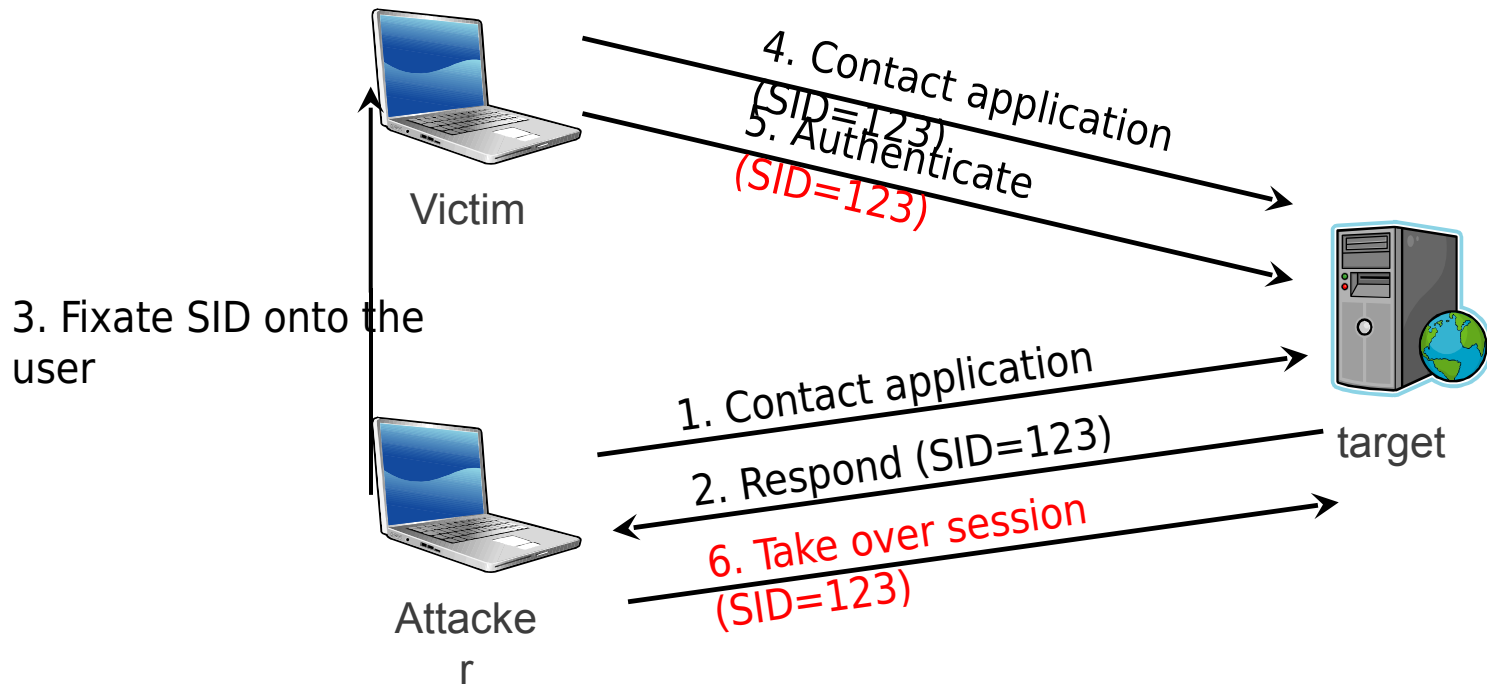 4. Contact application
(SID=123)
5. Authenticate
(SID=123)
Victim
3. Fixate SID onto the
user
1. Contact application
2. Respond (SID=123)
target
6. Take over session
(SID=123)
Attacke
r